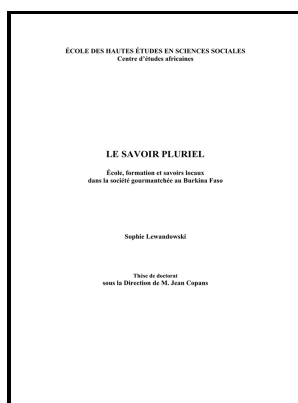 ÉCOLE DES HAUTES ÉTUDES EN SCIENCES SOCIALES
Centre d'études africaines
LE SAVOIR PLURIEL
École, formation et savoirs locaux
dans la société gourmantchée au Burkina Faso
Sophie Lewandowski
Thèse de doctorat
sous la Direction de M. Jean Copans